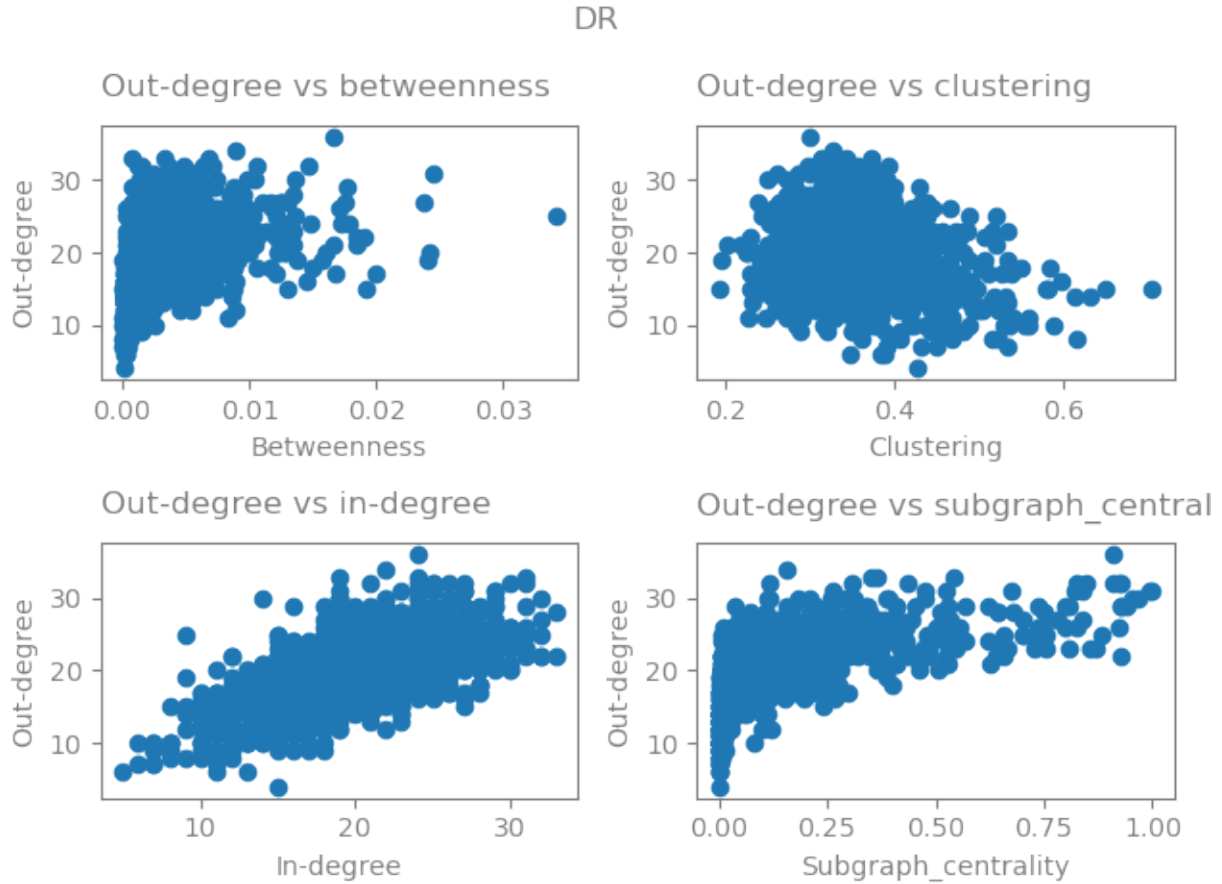 DR
Out-degree vs betweenness
Out-degree
30
20
10
0.00 0.01 0.02 0.03
Betweenness
Out-degree vs clustering
Out-degree
30
20
10
0.2 0.4 0.6
Clustering
Out-degree vs in-degree
Out-degree
30
20
10
10 20 30
In-degree
Out-degree vs subgraph_central
Out-degree
30
20
10
0.00 0.25 0.50 0.75 1.00
Subgraph_centrality